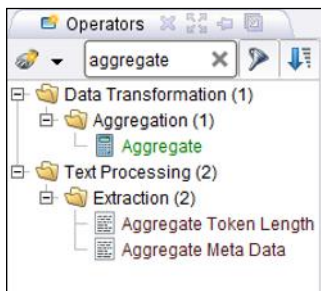 Operators
aggregate
Data Transformation (1)
Aggregation (1)
Aggregate
Text Processing (2)
Extraction (2)
Aggregate Token Length
Aggregate Meta Data